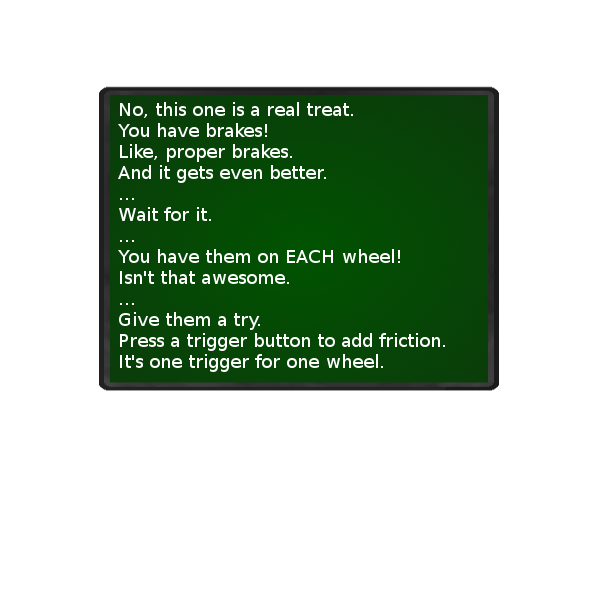 No, this one is a real treat.
You have brakes!
Like, proper brakes.
And it gets even better.
...
Wait for it.
...
You have them on EACH wheel!
Isn't that awesome.
...
Give them a try.
Press a trigger button to add friction.
It's one trigger for one wheel.